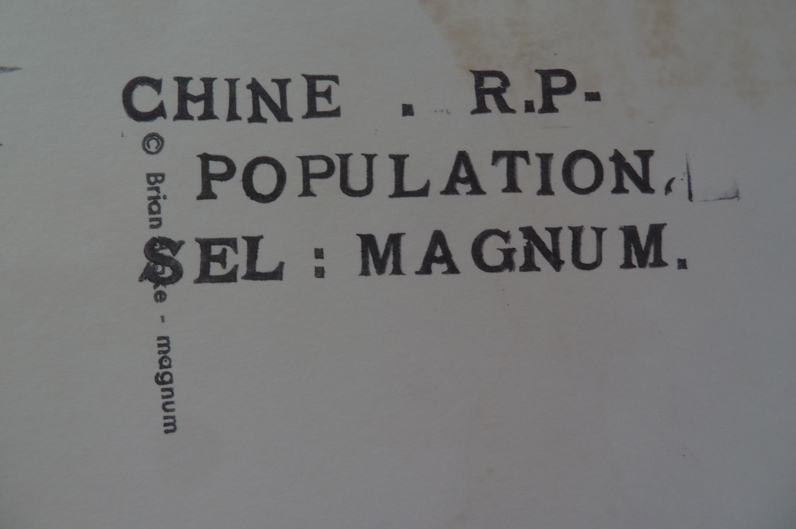 CHINE . R.P-
POPULATION,
SEL : MAGNUM.
© Brian - magnum